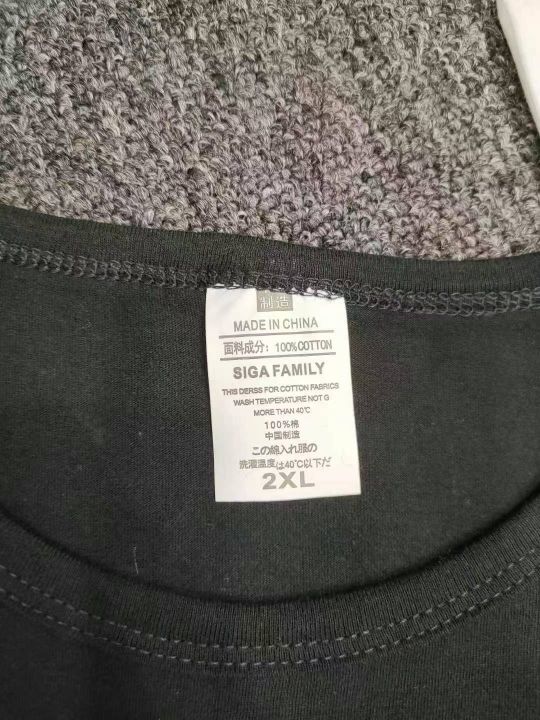 制造
MADE IN CHINA
面料成分：100%COTTON
SIGA FAMILY
THIS DERSS FOR COTTON FABRICS
WASH TEMPERATURE NOT G
MORE THAN 40℃
100%棉
中国制造
この綿入れ服の
洗濯温度は40℃以下だ
2XL